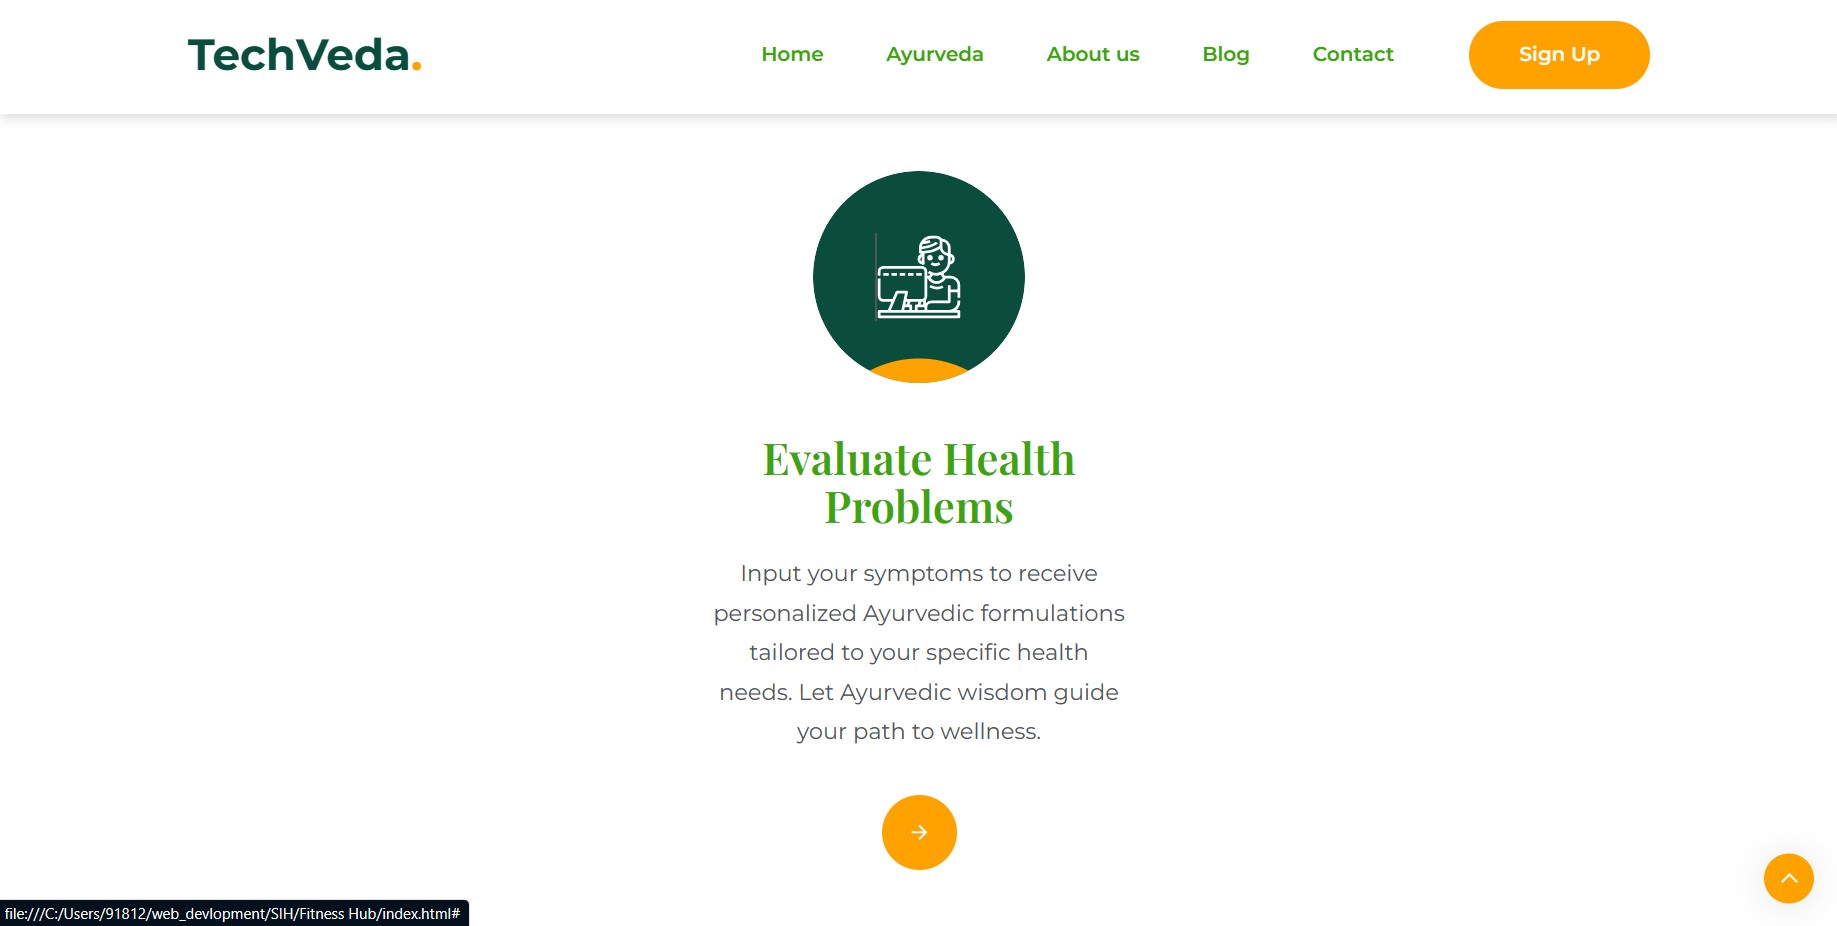 TechVeda.
Home Ayurveda About us Blog Contact Sign Up
Evaluate Health
Problems
Input your symptoms to receive
personalized Ayurvedic formulations
tailored to your specific health
needs. Let Ayurvedic wisdom guide
your path to wellness.
file:///C:/Users/91812/web_devlopment/SIH/Fitness Hub/index.html#